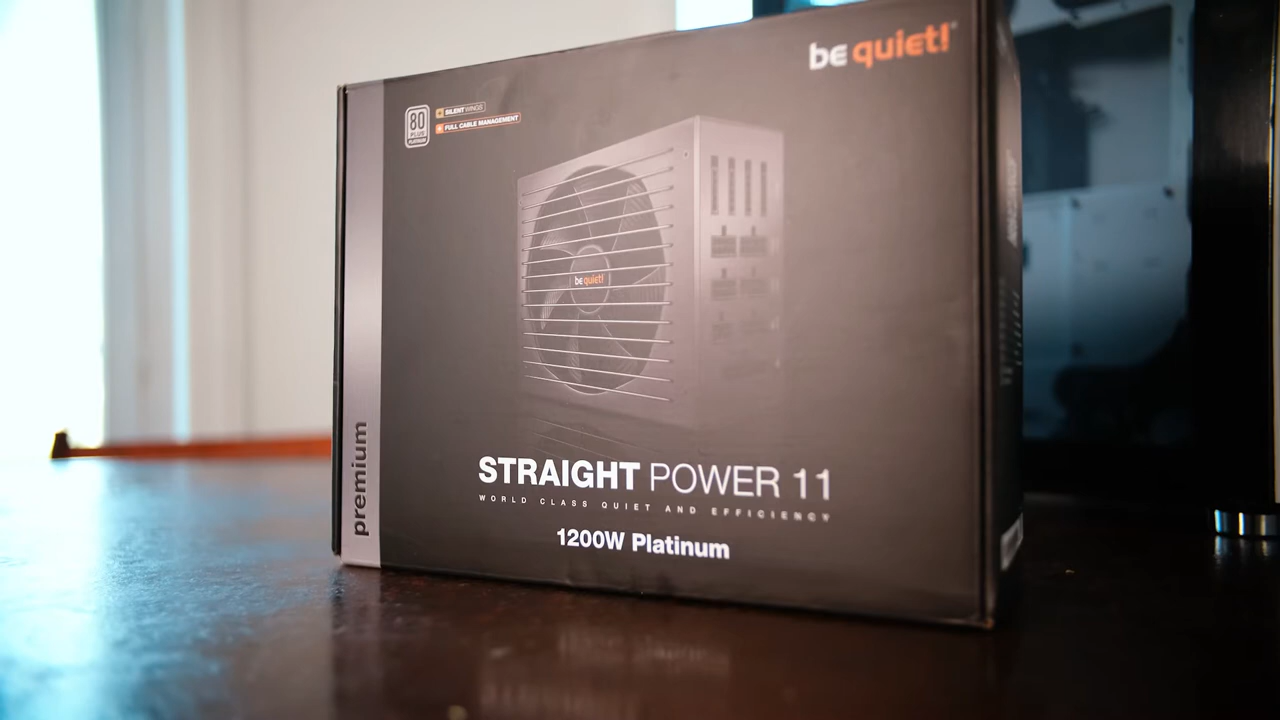 be quiet!
80
PLUS
PLATINUM
SILENT WINGS
FULL CABLE MANAGEMENT
be quiet!
premium
STRAIGHT POWER 11
WORLD CLASS QUIET AND EFFICIENCY
1200W Platinum